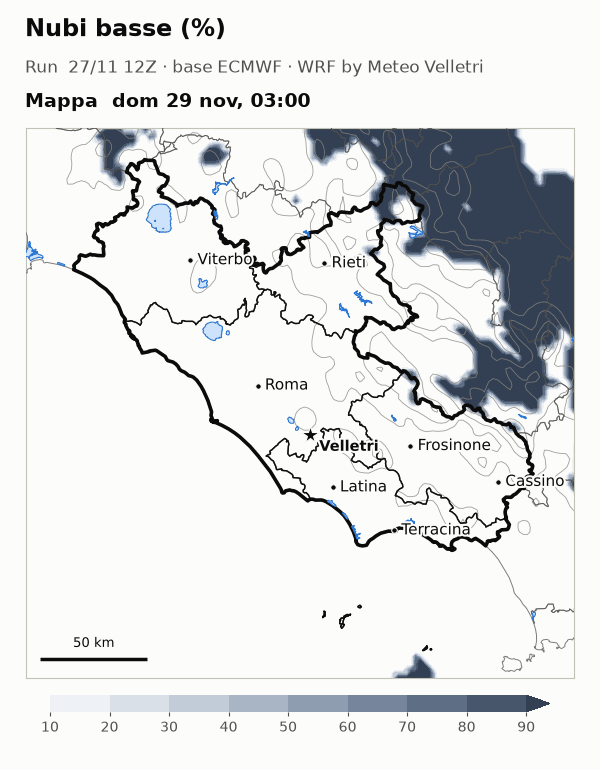 Nubi basse (%)
Run  27/11 12Z · base ECMWF · WRF by Meteo Velletri
Mappa  dom 29 nov, 03:00
Viterbo
Rieti
Roma
Velletri
Frosinone
Cassino
Latina
Terracina
50 km
10 20 30 40 50 60 70 80 90